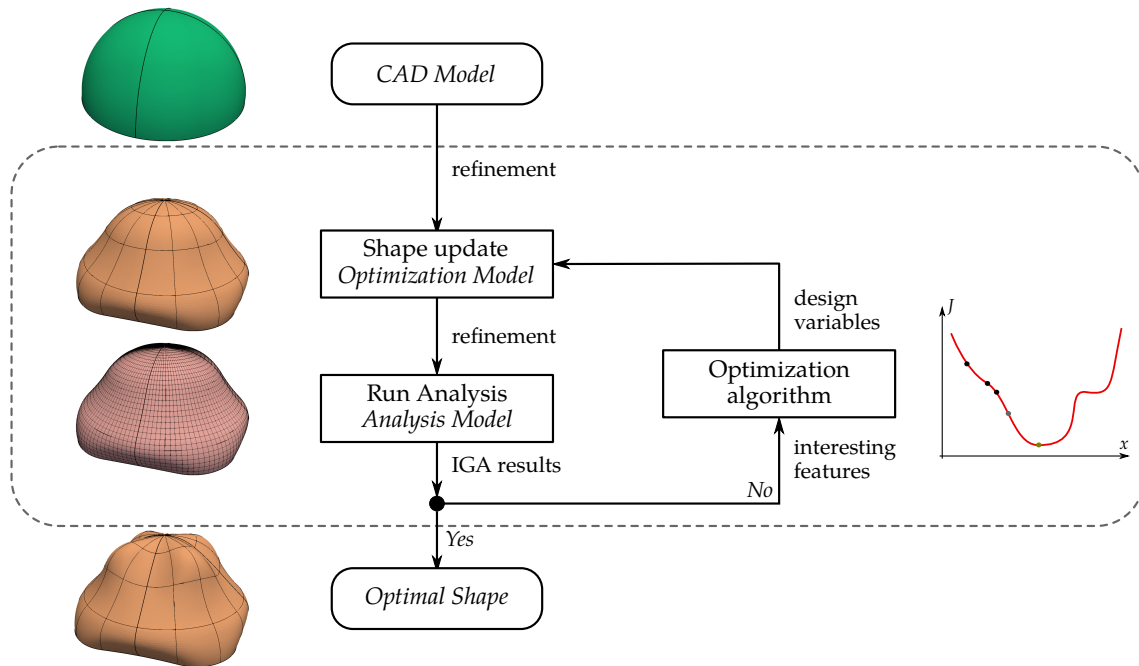 CAD Model
refinement
Shape update
Optimization Model
design
variables
refinement
Run Analysis
Analysis Model
Optimization
algorithm
J
x
IGA results
interesting
features
No
Yes
Optimal Shape